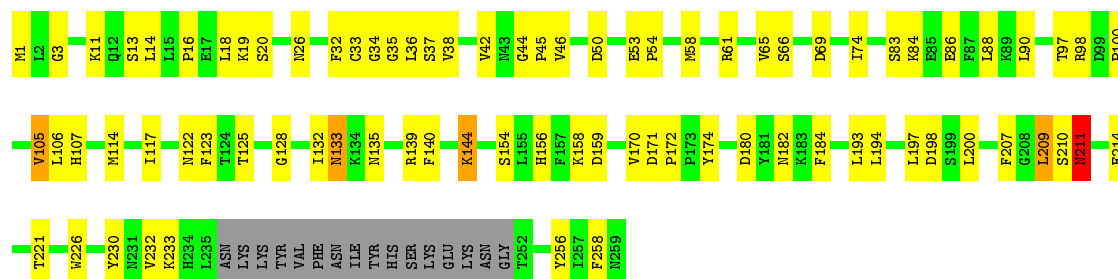 M1 L2 G3 K11 Q12 S13 L14 L15 P16 E17 L18 K19 S20 N26 F32 C33 G34 G35 L36 S37 V38 V42 N43 G44 P45 V46 D50 E53 P54 M58 R61 V65 S66 D69 I74 S83 K84 E85 E86 F87 L88 K89 L90 T97 R98 D99
V105 L106 H107 M114 I117 N122 F123 T124 T125 G128 I132 N133 K134 N135 R139 F140 K144 S154 L155 H156 F157 K158 D159 V170 D171 P172 P173 Y174 D180 Y181 N182 K183 F184 L193 L194 L197 D198 S199 L200 F207 G208 L209 S210 N211
T221 W226 Y230 N231 V232 K233 H234 L235 ASN LYS LYS TYR VAL PHE ASN ILE TYR HIS SER LYS GLU LYS ASN GLY T252 Y256 I257 F258 N259